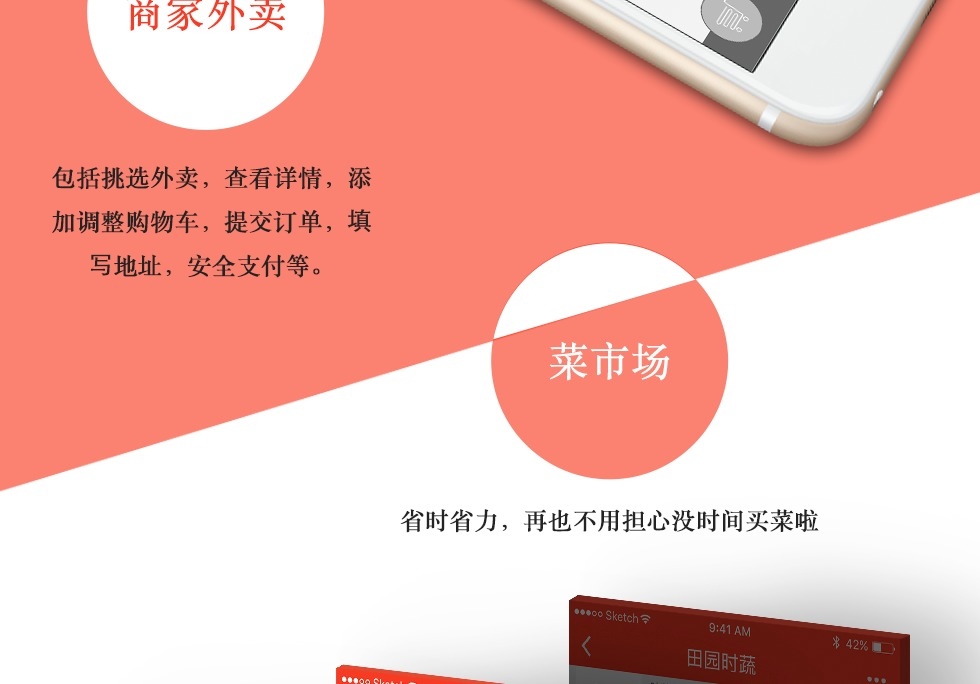 商家外卖
包括挑选外卖，查看详情，添
加调整购物车，提交订单，填
写地址，安全支付等。
菜市场
省时省力，再也不用担心没时间买菜啦
Sketch
9:41 AM
42%
田园时蔬